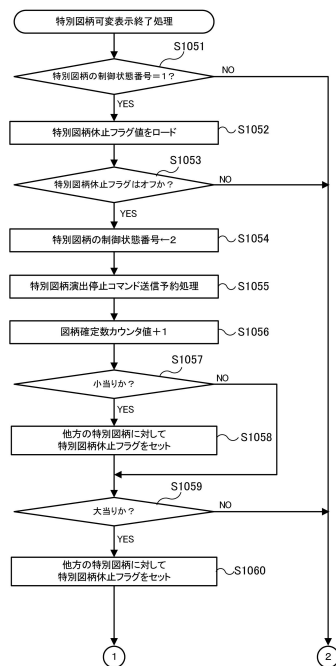 特別図柄可変表示終了処理
S1051
特別図柄の制御状態番号＝1？
NO
YES
特別図柄休止フラグ値をロード
S1052
S1053
特別図柄休止フラグはオフか？
NO
YES
特別図柄の制御状態番号←2
S1054
特別図柄演出停止コマンド送信予約処理
S1055
図柄確定数カウンタ値＋1
S1056
S1057
小当りか？
NO
YES
他方の特別図柄に対して
特別図柄休止フラグをセット
S1058
S1059
大当りか？
NO
YES
他方の特別図柄に対して
特別図柄休止フラグをセット
S1060
1
2